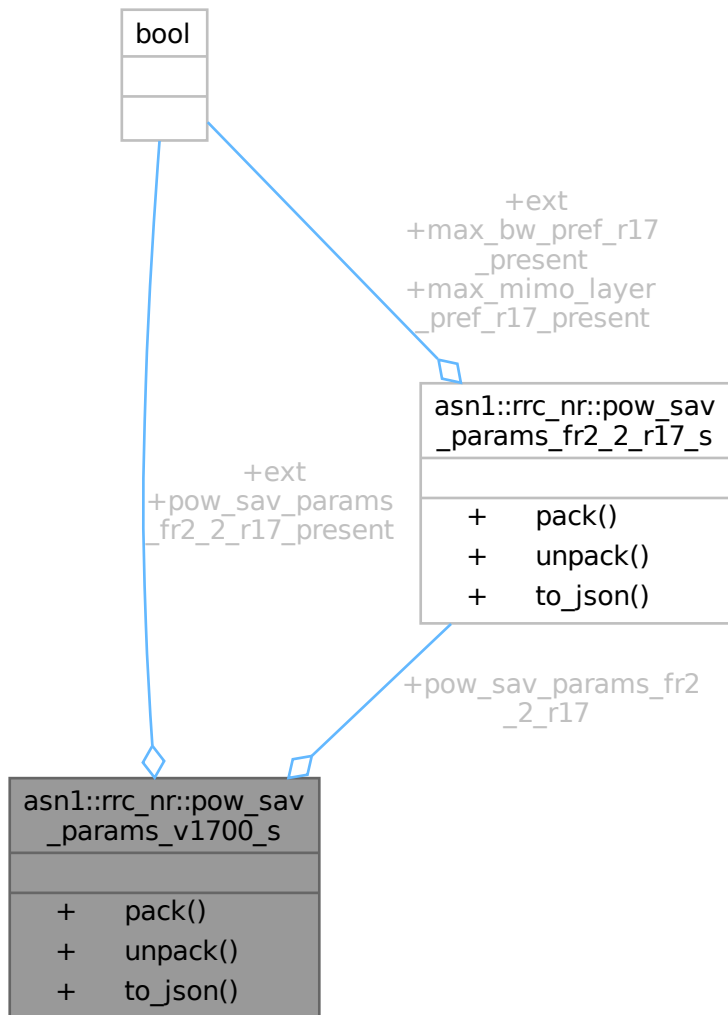 bool
+ext
+max_bw_pref_r17
_present
+max_mimo_layer
_pref_r17_present
asn1::rrc_nr::pow_sav
_params_fr2_2_r17_s
+ pack()
+ unpack()
+ to_json()
+ext
+pow_sav_params
_fr2_2_r17_present
+pow_sav_params_fr2
_2_r17
asn1::rrc_nr::pow_sav
_params_v1700_s
+ pack()
+ unpack()
+ to_json()